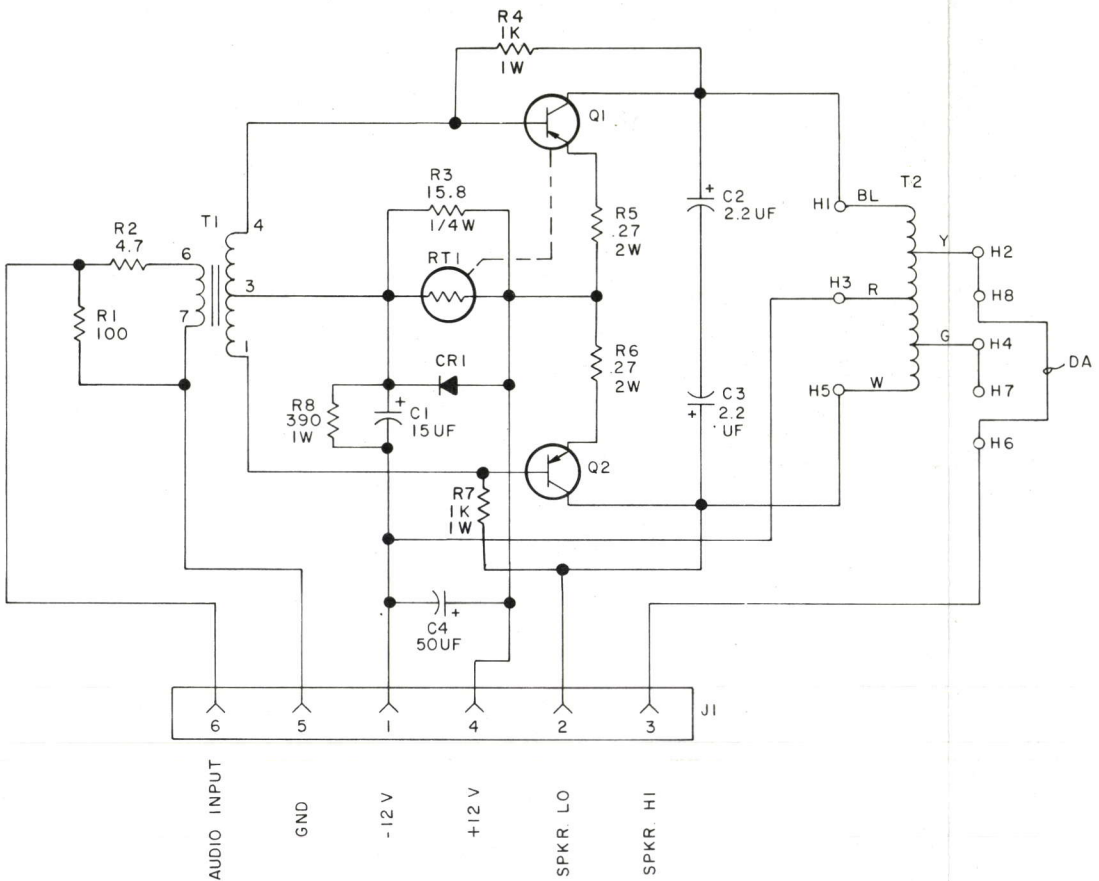 R4
1K
1W
Q1
R3
15.8
1/4W
R5
.27
2W
C2
2.2UF
+
T2
H1
BL
Y
H2
T1
4
R2
4.7
6
RT1
H3
R
H8
3
R1
100
7
1
R6
.27
2W
G
H4
DA
CR1
H5
W
H7
R8
390
1W
+
C1
15UF
C3
2.2
UF
+
H6
Q2
R7
1K
1W
C4
50UF
+
J1
6
5
1
4
2
3
AUDIO INPUT
GND
-12V
+12V
SPKR. LO
SPKR. HI